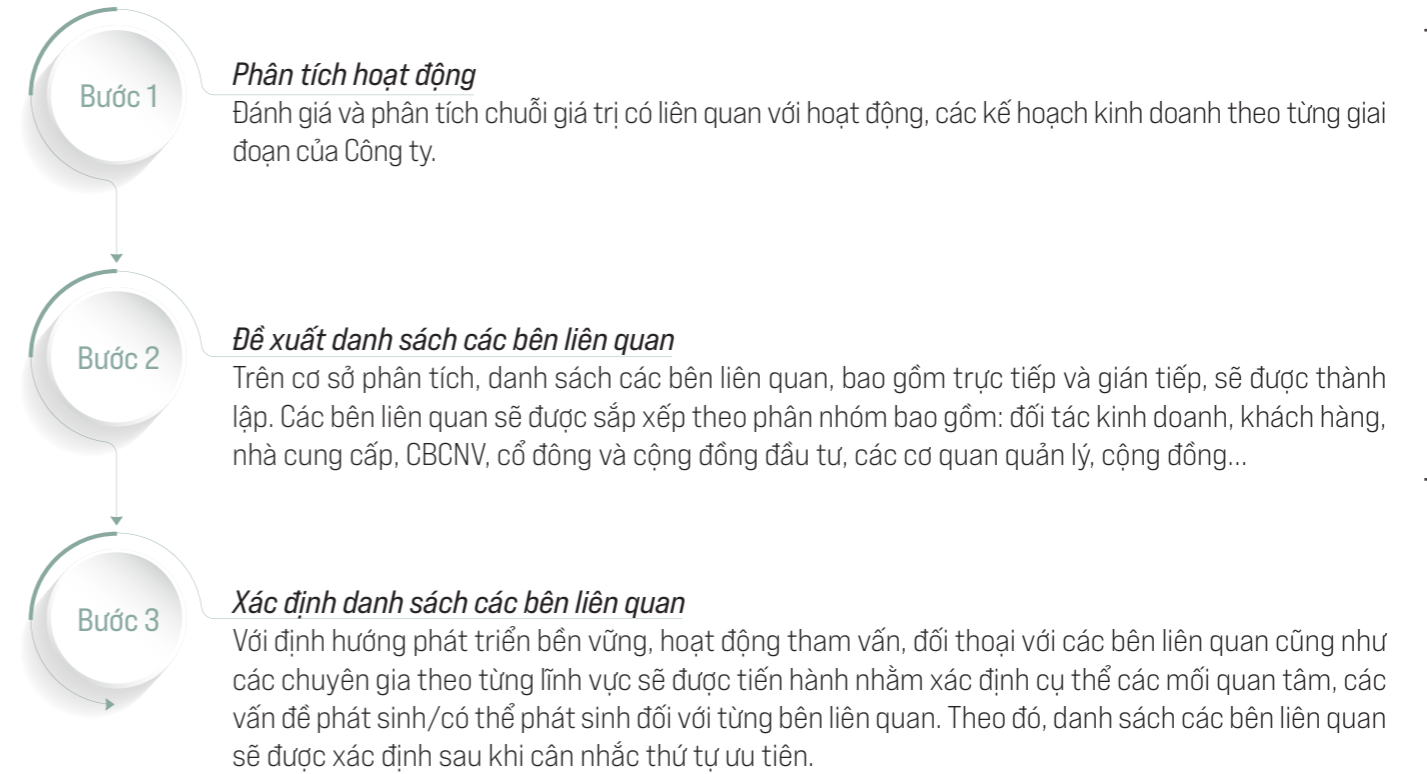 Bước 1
Phân tích hoạt động
Đánh giá và phân tích chuỗi giá trị có liên quan với hoạt động, các kế hoạch kinh doanh theo từng giai
đoạn của Công ty.
Bước 2
Đề xuất danh sách các bên liên quan
Trên cơ sở phân tích, danh sách các bên liên quan, bao gồm trực tiếp và gián tiếp, sẽ được thành
lập. Các bên liên quan sẽ được sắp xếp theo phân nhóm bao gồm: đối tác kinh doanh, khách hàng,
nhà cung cấp, CBCNV, cổ đông và cộng đồng đầu tư, các cơ quan quản lý, cộng đồng...
Bước 3
Xác định danh sách các bên liên quan
Với định hướng phát triển bền vững, hoạt động tham vấn, đối thoại với các bên liên quan cũng như
các chuyên gia theo từng lĩnh vực sẽ được tiến hành nhằm xác định cụ thể các mối quan tâm, các
vấn đề phát sinh/có thể phát sinh đối với từng bên liên quan. Theo đó, danh sách các bên liên quan
sẽ được xác định sau khi cân nhắc thứ tự ưu tiên.